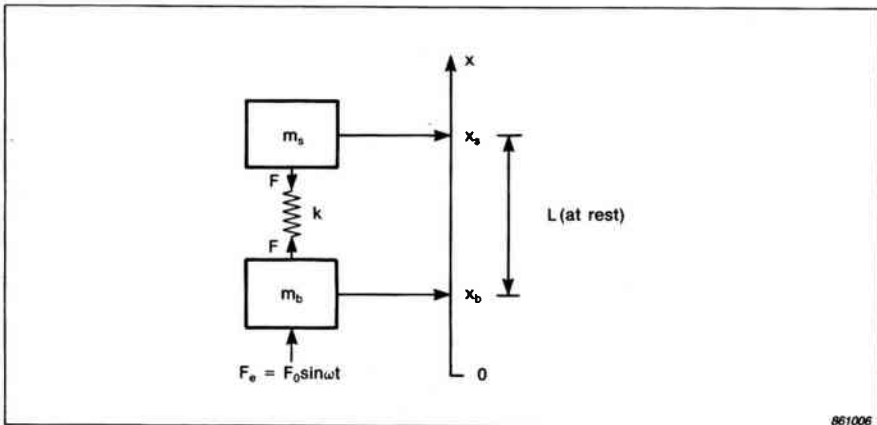 x
mₛ
xₛ
F
k
L (at rest)
F
m_b
x_b
Fₑ = F₀sinωt
0
861006